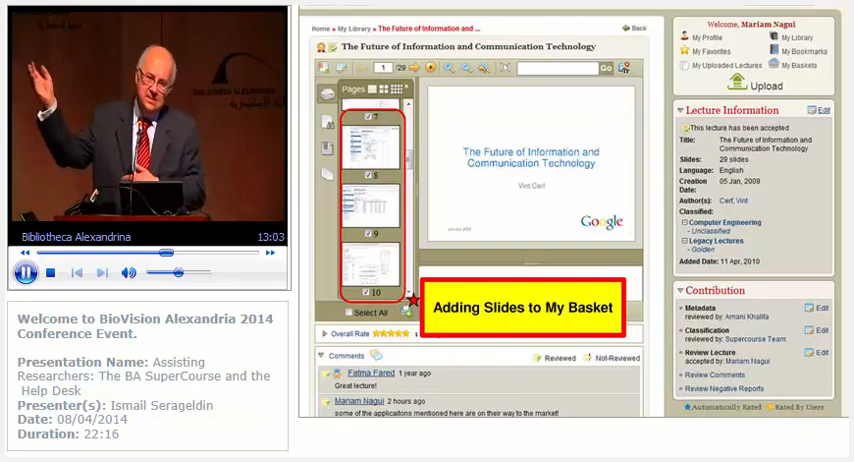 BIBLIOTHECA ALEXANDRINA
Bibliotheca Alexandrina
13:03
Welcome to BioVision Alexandria 2014
Conference Event.
Presentation Name: Assisting
Researchers: The BA SuperCourse and the
Help Desk
Presenter(s): Ismail Serageldin
Date: 08/04/2014
Duration: 22:16
Home » My Library » The Future of Information and ...
Back
The Future of Information and Communication Technology
1 /29
Go
Pages
7
8
9
10
Select All
The Future of Information and
Communication Technology
Vint Cerf
January 2009
Google
Adding Slides to My Basket
Overall Rate
Comments
Reviewed
Not-Reviewed
Fatma Fared 1 year ago
Great lecture!
Mariam Nagui 2 hours ago
some of the applicaitons mentioned here are on their way to the market!
Welcome, Mariam Nagui
My Profile
My Library
My Favorites
My Bookmarks
My Uploaded Lectures
My Baskets
Upload
Lecture Information
Edit
This lecture has been accepted
Title: The Future of Information and
Communication Technology
Slides: 29 slides
Language: English
Creation 05 Jan, 2009
Date:
Author(s): Cerf, Vint
Classified:
Computer Engineering
- Unclassified
Legacy Lectures
- Golden
Added Date: 11 Apr, 2010
Contribution
Metadata
Edit
reviewed by: Amani Khalifa
Classification
Edit
reviewed by: Supercourse Team
Review Lecture
Edit
accepted by: Mariam Nagui
Review Comments
Review Negative Reports
Automatically Rated
Rated By Users